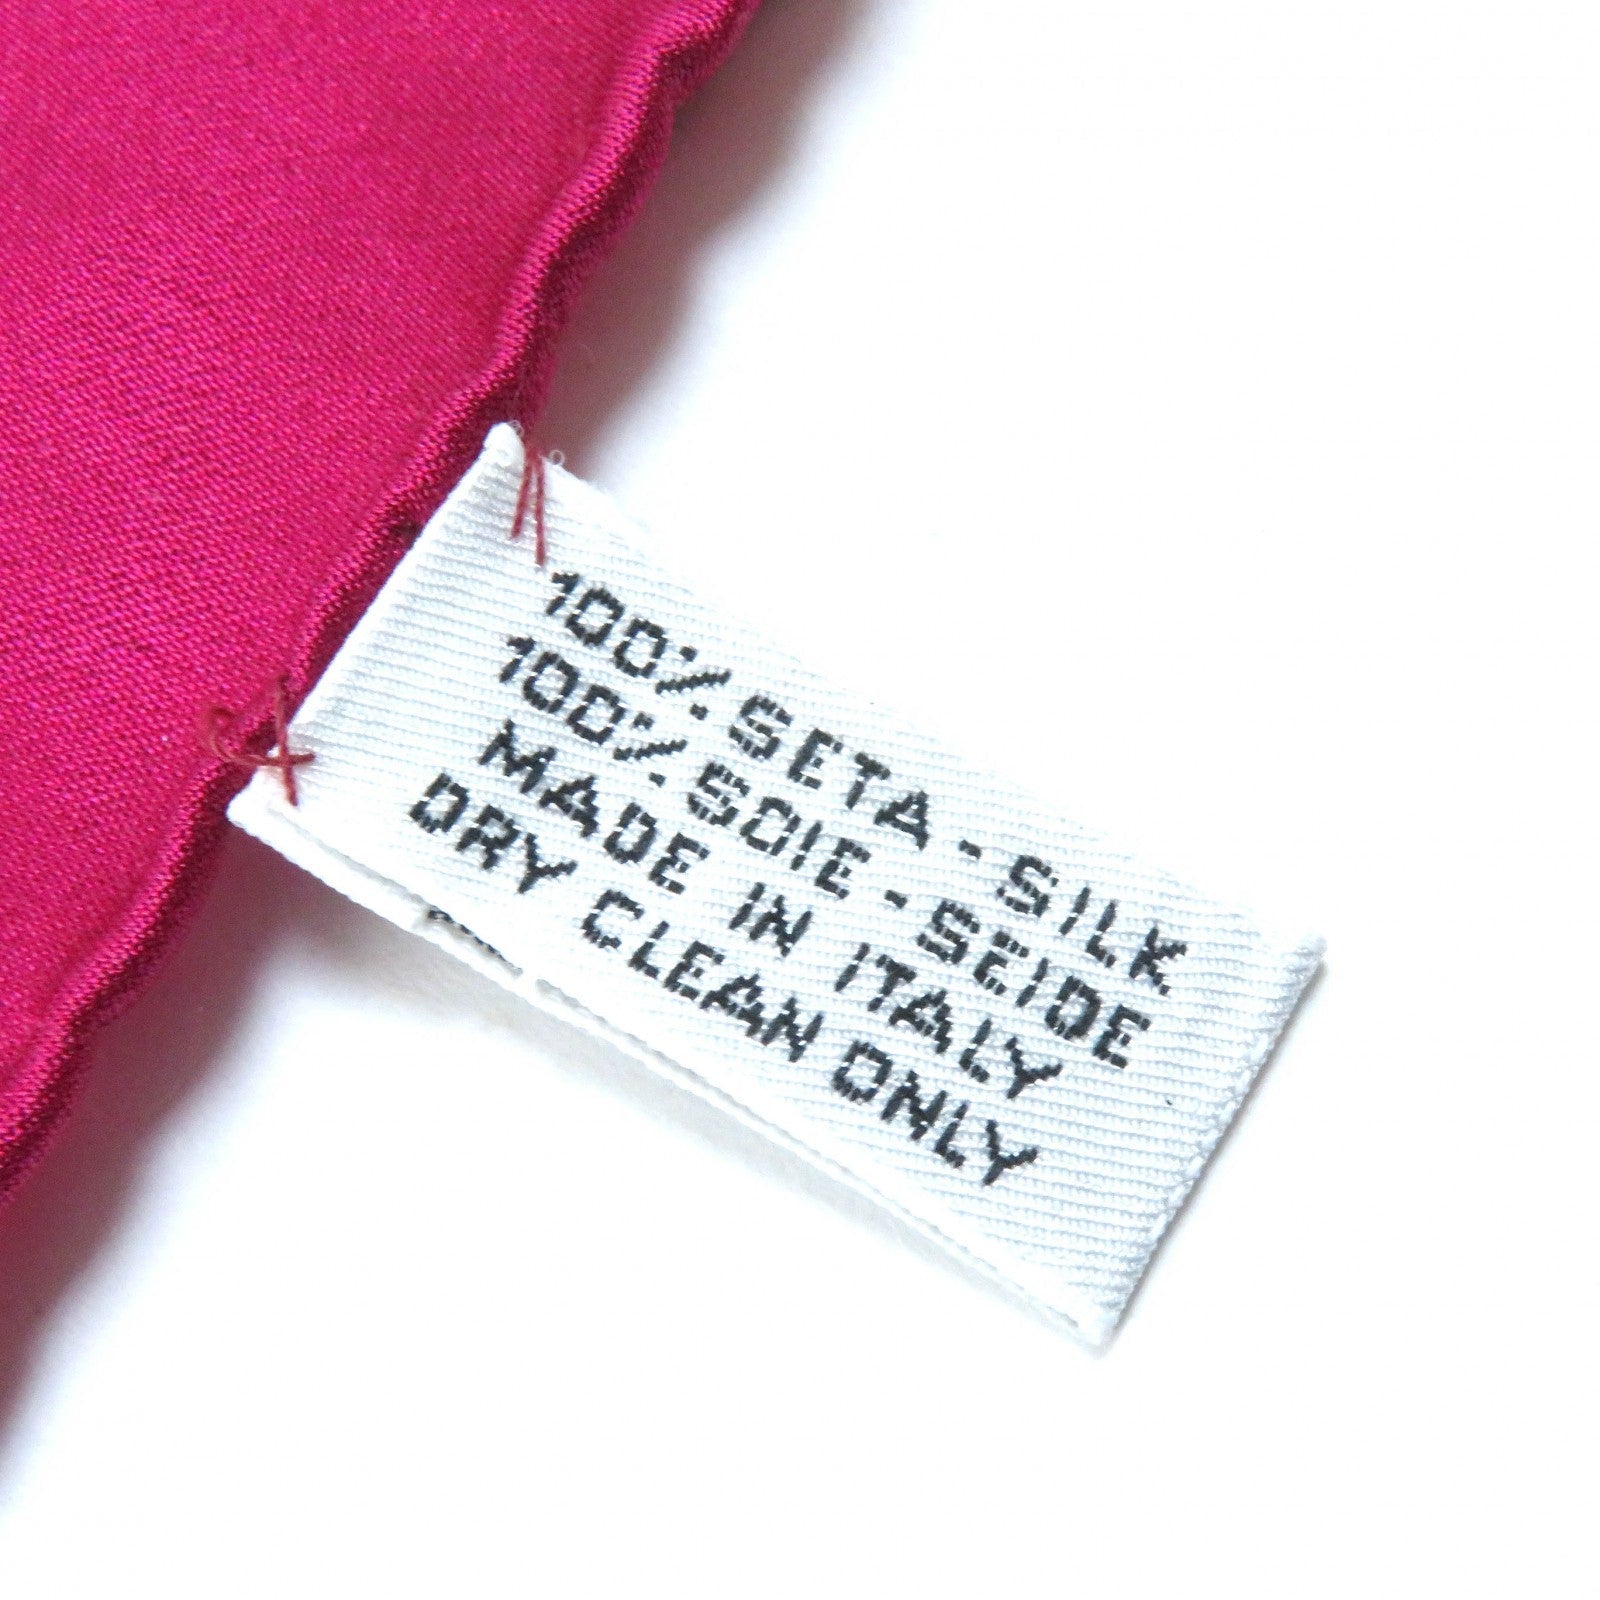 100% SETA - SILK
100% SOIE - SEIDE
MADE IN ITALY
DRY CLEAN ONLY